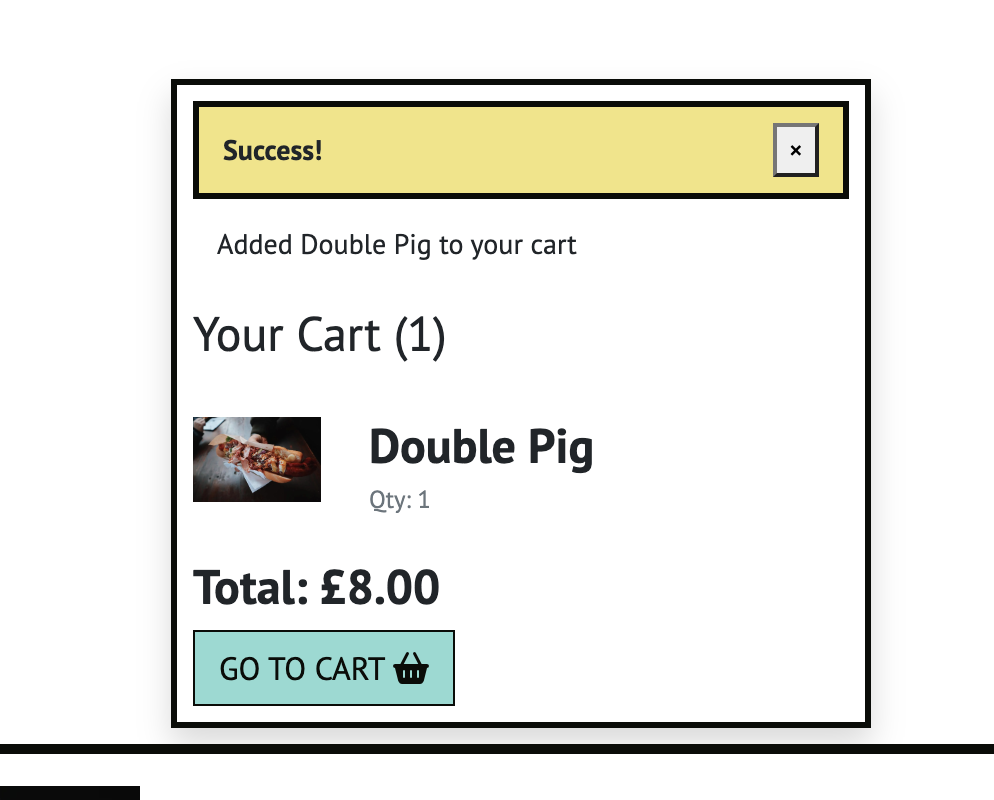 Success!
×
Added Double Pig to your cart
Your Cart (1)
Double Pig
Qty: 1
Total: £8.00
GO TO CART